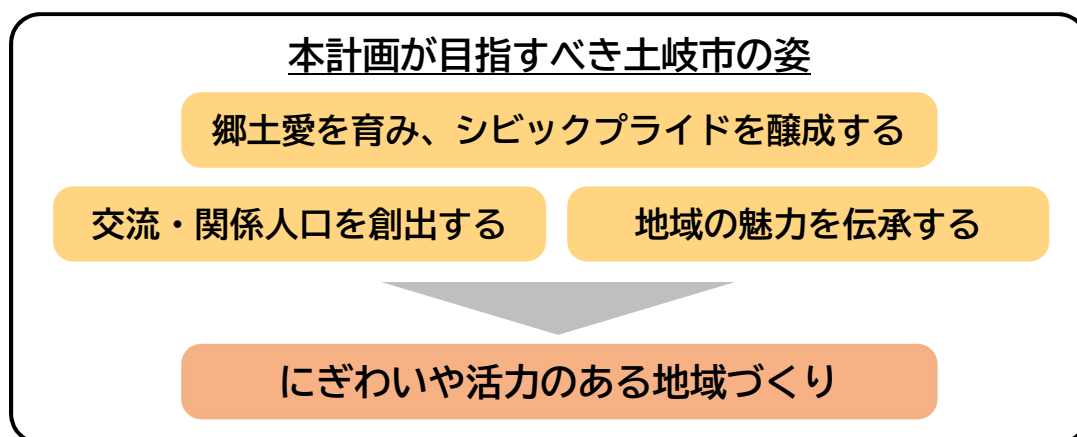 本計画が目指すべき土岐市の姿
郷土愛を育み、シビックプライドを醸成する
交流・関係人口を創出する
地域の魅力を伝承する
にぎわいや活力のある地域づくり